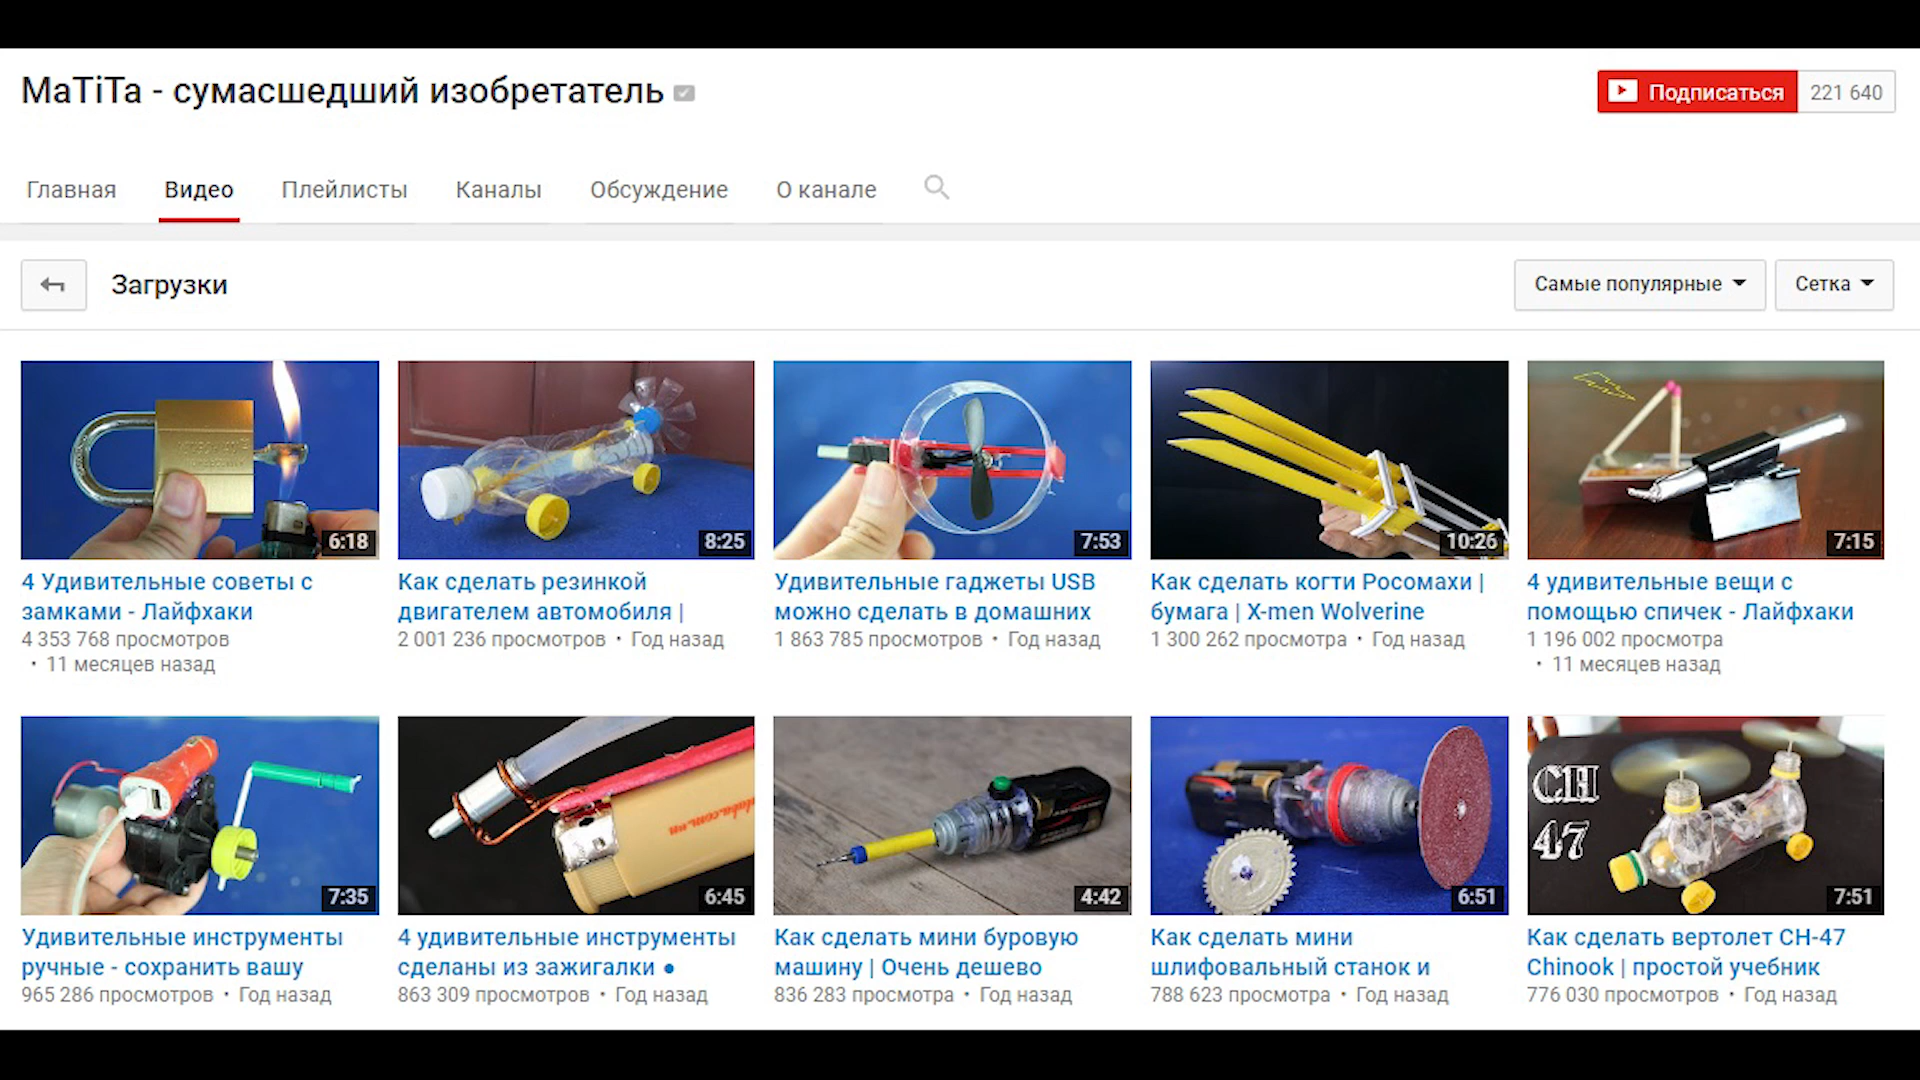 MaTiTa - сумасшедший изобретатель
Подписаться 221 640
Главная Видео Плейлисты Каналы Обсуждение О канале
Загрузки
Самые популярные Сетка
6:18 8:25 7:53 10:26 7:15
4 Удивительные советы с
замками - Лайфхаки
4 353 768 просмотров
• 11 месяцев назад
Как сделать резинкой
двигателем автомобиля |
2 001 236 просмотров • Год назад
Удивительные гаджеты USB
можно сделать в домашних
1 863 785 просмотров • Год назад
Как сделать когти Росомахи |
бумага | X-men Wolverine
1 300 262 просмотра • Год назад
4 удивительные вещи с
помощью спичек - Лайфхаки
1 196 002 просмотра
• 11 месяцев назад
CH
47
7:35 6:45 4:42 6:51 7:51
Удивительные инструменты
ручные - сохранить вашу
965 286 просмотров • Год назад
4 удивительные инструменты
сделаны из зажигалки ●
863 309 просмотров • Год назад
Как сделать мини буровую
машину | Очень дешево
836 283 просмотра • Год назад
Как сделать мини
шлифовальный станок и
788 623 просмотра • Год назад
Как сделать вертолет CH-47
Chinook | простой учебник
776 030 просмотров • Год назад